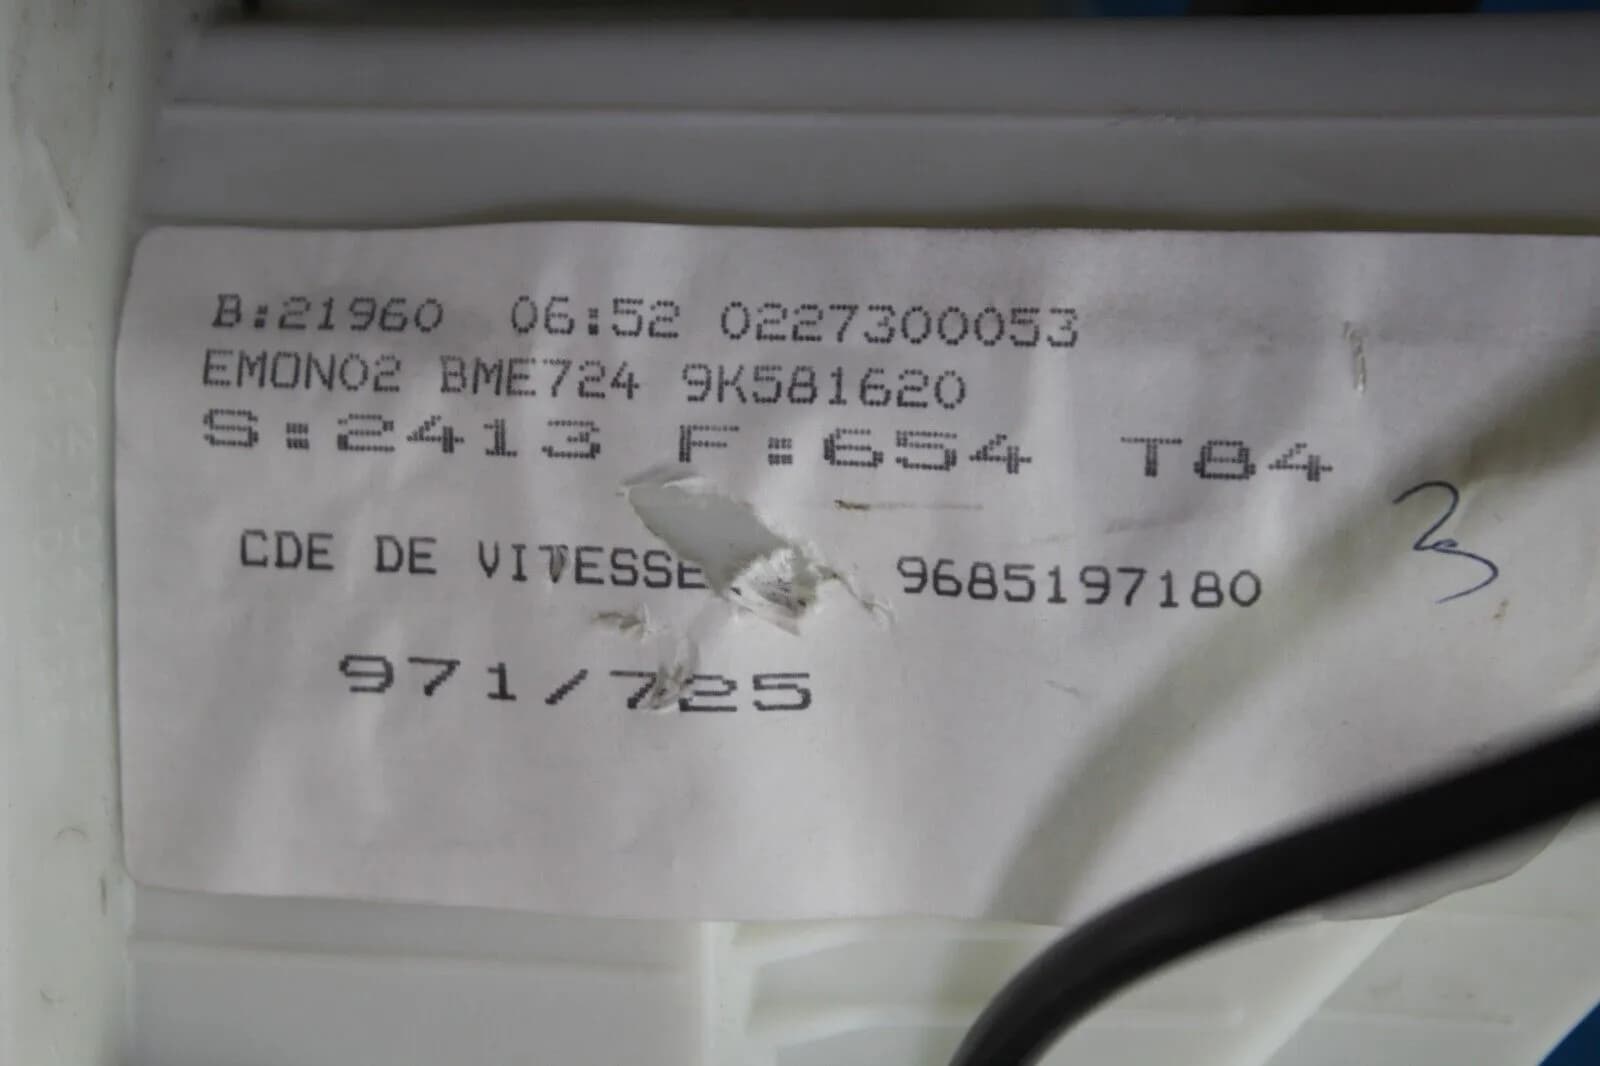 B:21960 06:52 0227300053
EMON02 BME724 9K581620
S:2413 F:654 T84
CDE DE VITESSE 9685197180
971/725